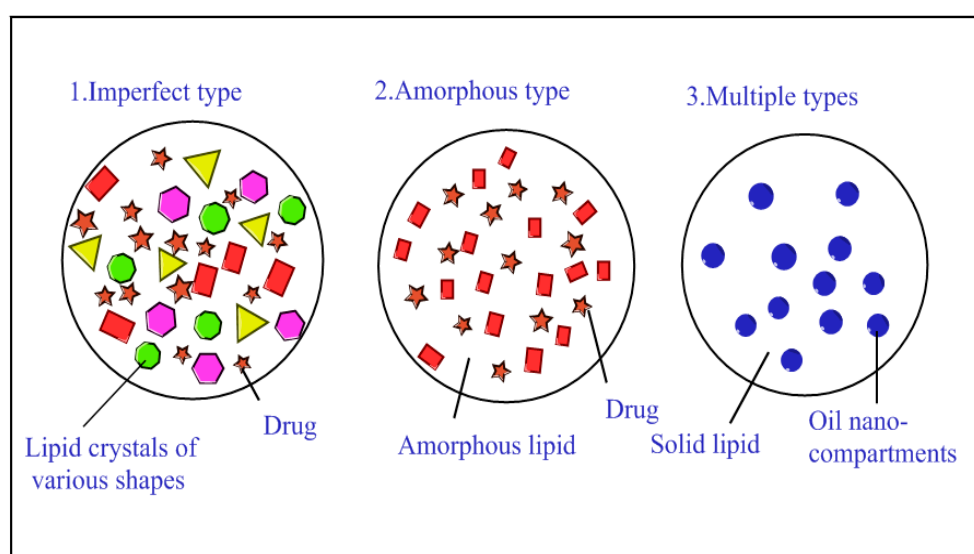 1.Imperfect type
2.Amorphous type
3.Multiple types
Drug
Lipid crystals of
various shapes
Drug
Amorphous lipid
Solid lipid
Oil nano-
compartments